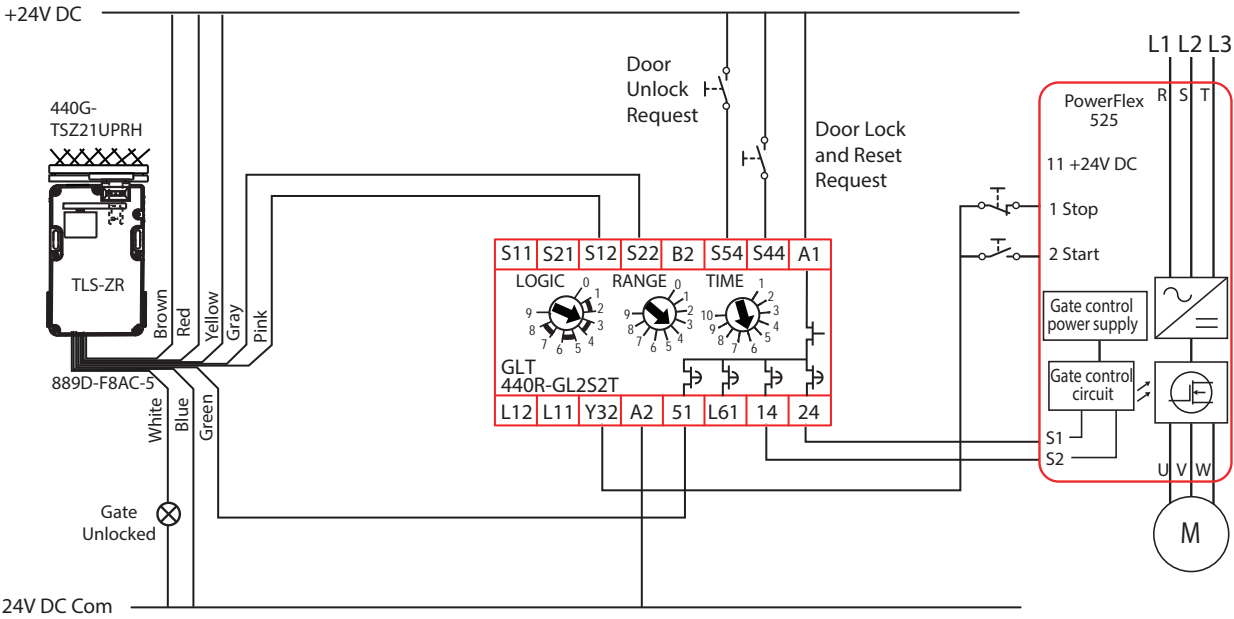 +24V DC
L1 L2 L3
Door
Unlock
Request
440G-
TSZ21UPRH
PowerFlex
525
R S T
Door Lock
and Reset
Request
11 +24V DC
1 Stop
2 Start
S11 S21 S12 S22 B2 S54 S44 A1
LOGIC RANGE TIME
0 1 2 3 4 5 6 7 8 9
0 1 2 3 4 5 6 7 8 9
1 2 3 4 5 6 7 8 9 10
TLS-ZR
Brown
Red
Yellow
Gray
Pink
Gate control
power supply
GLT
440R-GL2S2T
Gate control
circuit
889D-F8AC-5
White
Blue
Green
L12 L11 Y32 A2 51 L61 14 24
S1
S2
U V W
Gate
Unlocked
M
24V DC Com